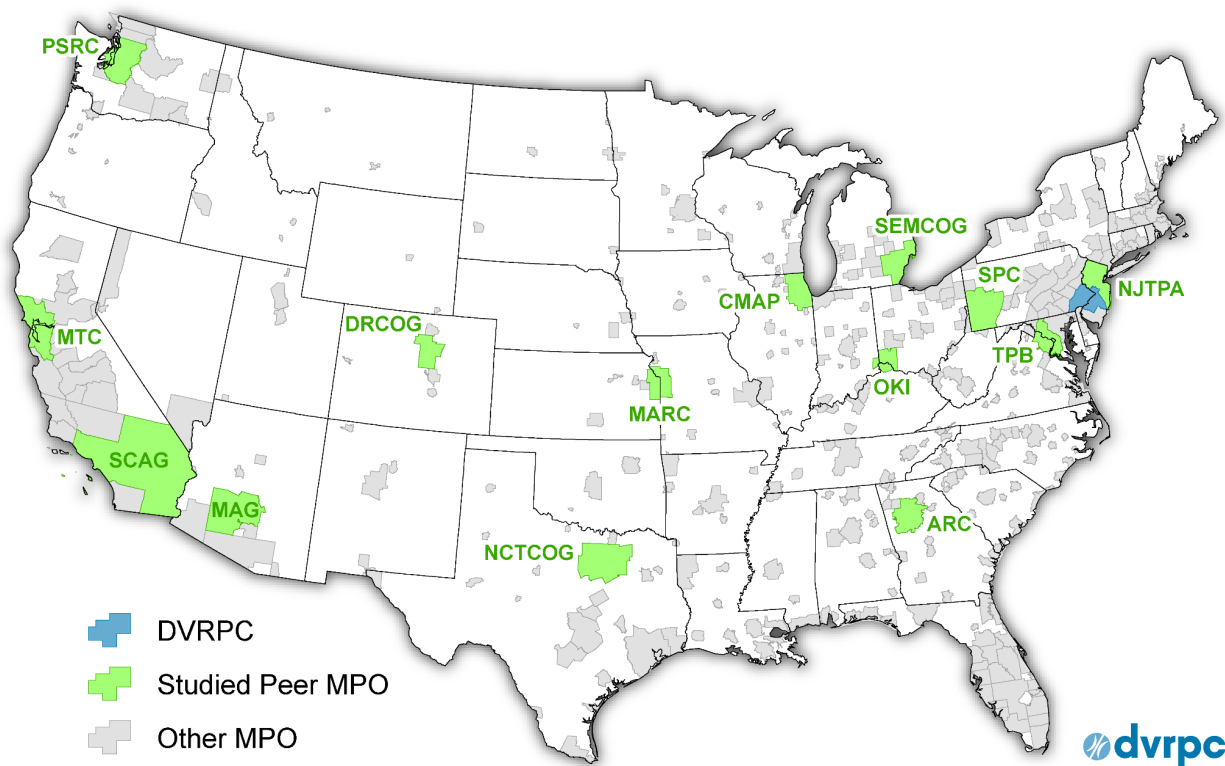 PSRC
SEMCOG
SPC
NJTPA
CMAP
DRCOG
MTC
TPB
OKI
MARC
SCAG
MAG
ARC
NCTCOG
DVRPC
Studied Peer MPO
Other MPO
dvrpc